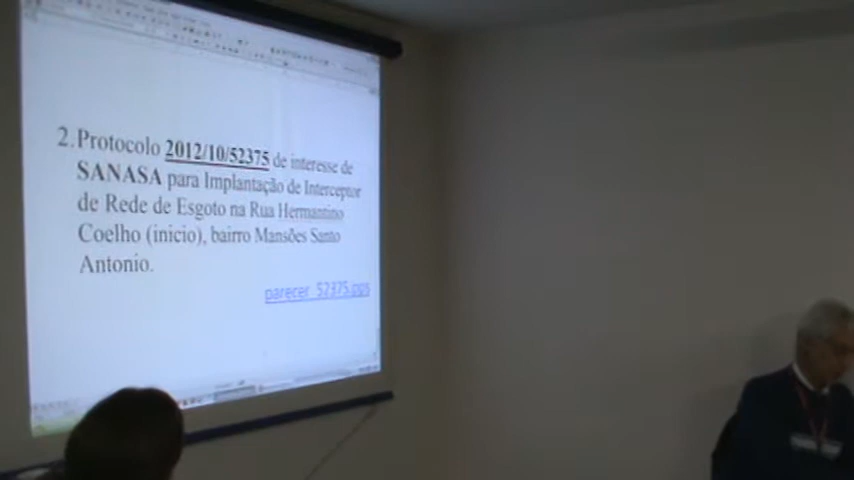 2. Protocolo 2012/10/52375 de interesse de
SANASA para Implantação de Interceptor
de Rede de Esgoto na Rua Hermantino
Coelho (inicio), bairro Mansões Santo
Antonio.
parecer_52375.pps